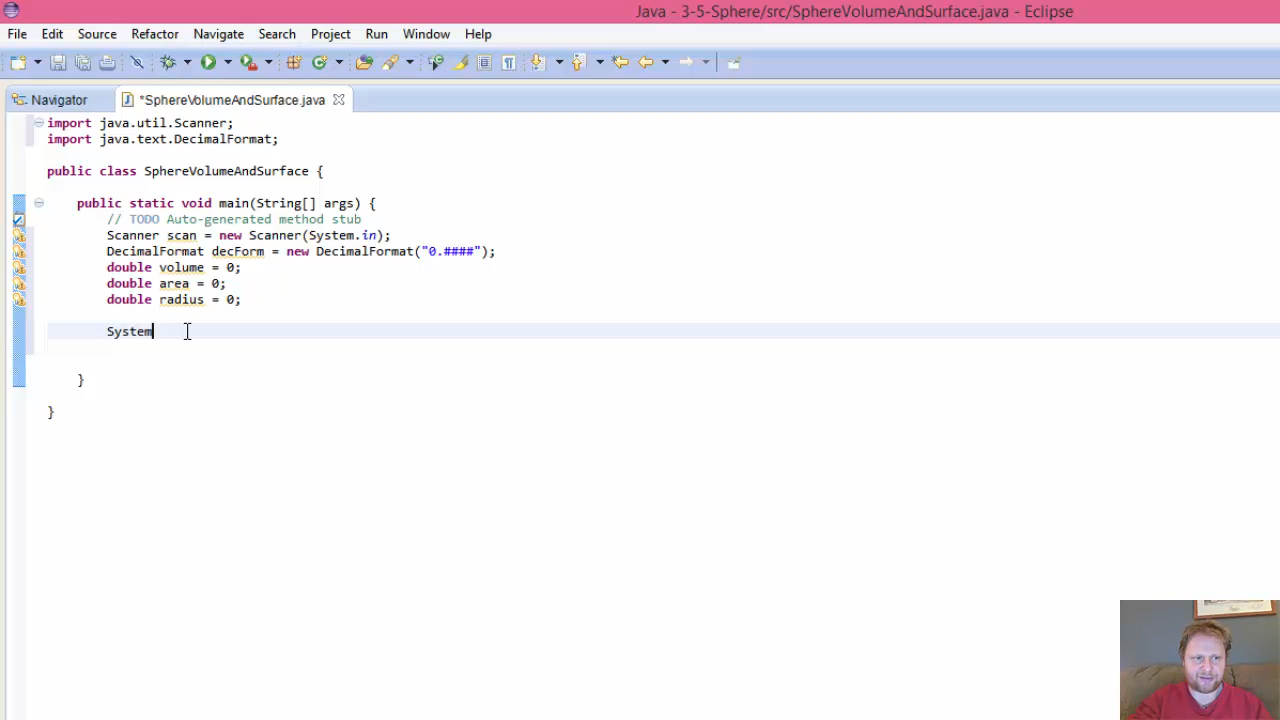 Java - 3-5-Sphere/src/SphereVolumeAndSurface.java - Eclipse
File Edit Source Refactor Navigate Search Project Run Window Help
Navigator *SphereVolumeAndSurface.java
import java.util.Scanner;
import java.text.DecimalFormat;
public class SphereVolumeAndSurface {
public static void main(String[] args) {
// TODO Auto-generated method stub
Scanner scan = new Scanner(System.in);
DecimalFormat decForm = new DecimalFormat("0.####");
double volume = 0;
double area = 0;
double radius = 0;
System
}
}